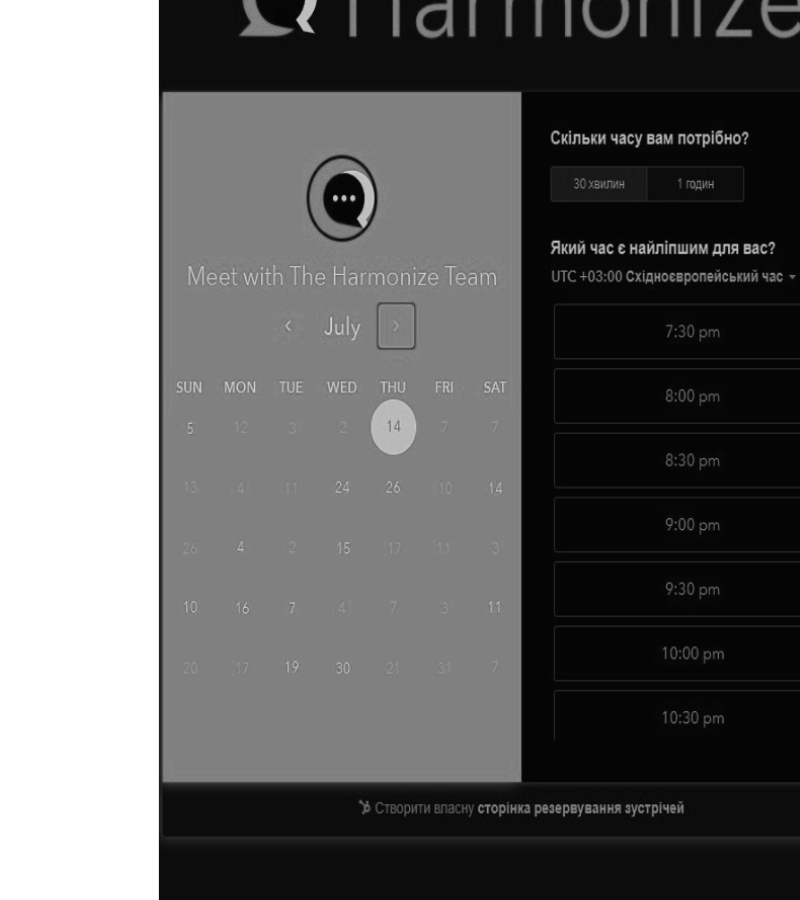 Harmonize
Meet with The Harmonize Team
‹ July ›
SUN MON TUE WED THU FRI SAT
5 12 3 2 14 7 7
13 4 11 24 26 10 14
26 4 2 15 17 11 3
10 16 7 4 7 3 11
20 17 19 30 21 31 7
Скільки часу вам потрібно?
30 хвилин 1 годин
Який час є найліпшим для вас?
UTC +03:00 Східноєвропейський час
7:30 pm
8:00 pm
8:30 pm
9:00 pm
9:30 pm
10:00 pm
10:30 pm
Створити власну сторінка резервування зустрічей